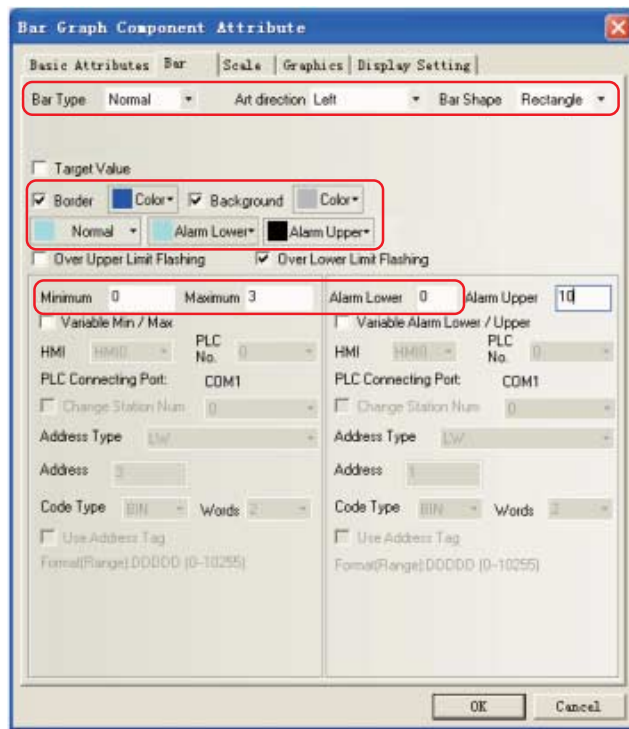 Bar Graph Component Attribute
Basic Attributes Bar Scale Graphics Display Setting
Bar Type Normal Art direction Left Bar Shape Rectangle
Target Value
Border Color Background Color
Normal Alarm Lower Alarm Upper
Over Upper Limit Flashing Over Lower Limit Flashing
Minimum 0 Maximum 3 Alarm Lower 0 Alarm Upper 10
Variable Min / Max Variable Alarm Lower / Upper
HMI HMI0 PLC No. 0 HMI HMI0 PLC No. 0
PLC Connecting Port: COM1 PLC Connecting Port: COM1
Change Station Num 0 Change Station Num 0
Address Type LW Address Type LW
Address 3 Address 1
Code Type BIN Words 2 Code Type BIN Words 2
Use Address Tag Use Address Tag
Format(Range):DDDDD (0~10255) Format(Range):DDDDD (0~10255)
OK Cancel